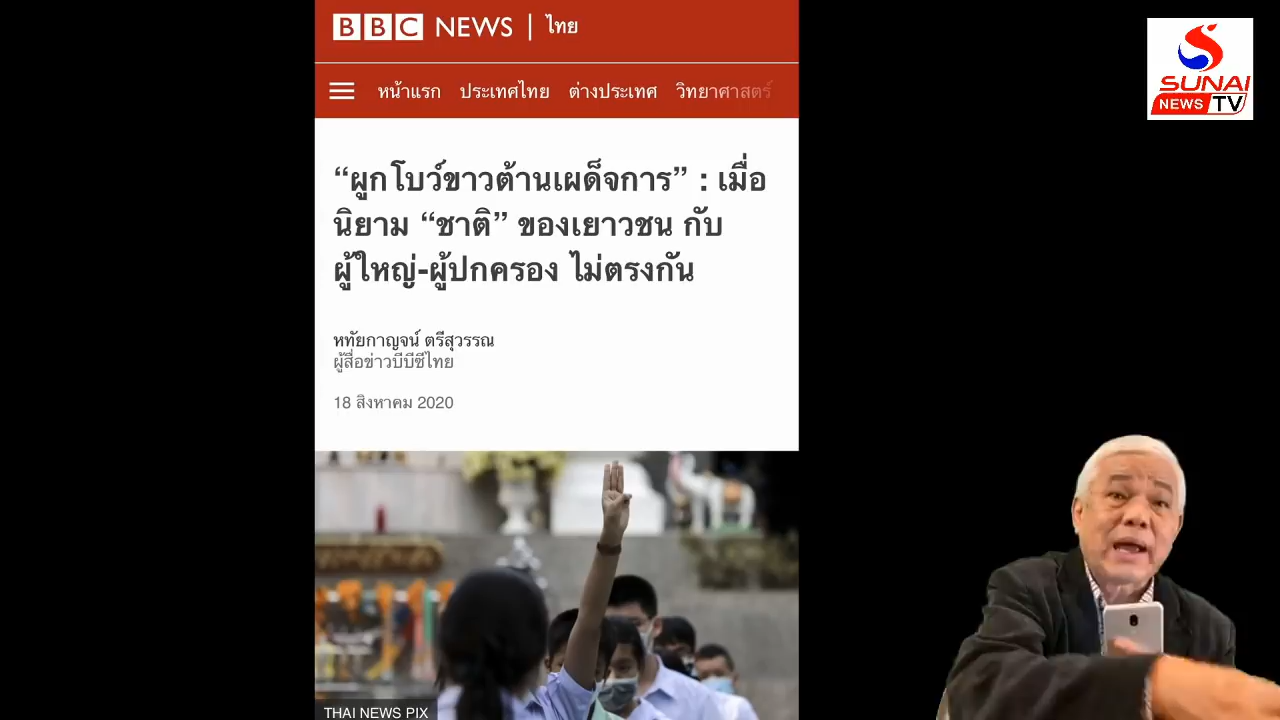 BBC NEWS | ไทย
หน้าแรก ประเทศไทย ต่างประเทศ วิทยาศาสตร์
“ผูกโบว์ขาวต้านเผด็จการ” : เมื่อ
นิยาม “ชาติ” ของเยาวชน กับ
ผู้ใหญ่-ผู้ปกครอง ไม่ตรงกัน
หทัยกาญจน์ ตรีสุวรรณ
ผู้สื่อข่าวบีบีซีไทย
18 สิงหาคม 2020
THAI NEWS PIX
SUNAI
NEWS TV